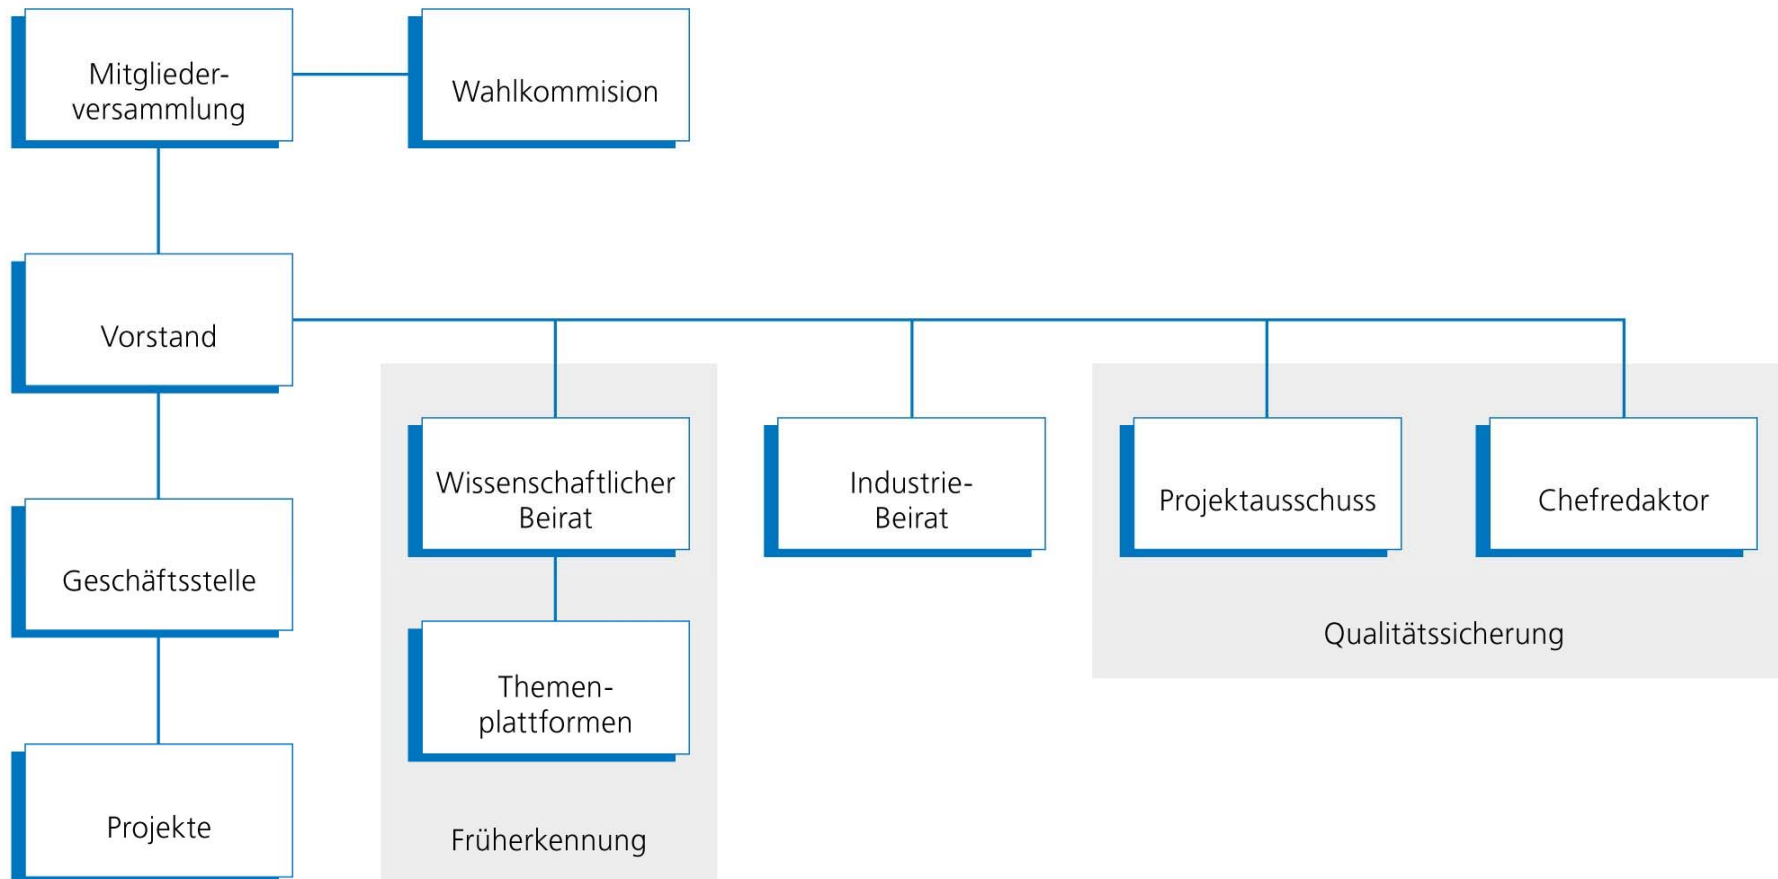 Mitglieder-
versammlung
Wahlkommision
Vorstand
Wissenschaftlicher
Beirat
Industrie-
Beirat
Projektausschuss
Chefredaktor
Geschäftsstelle
Qualitätssicherung
Themen-
plattformen
Projekte
Früherkennung